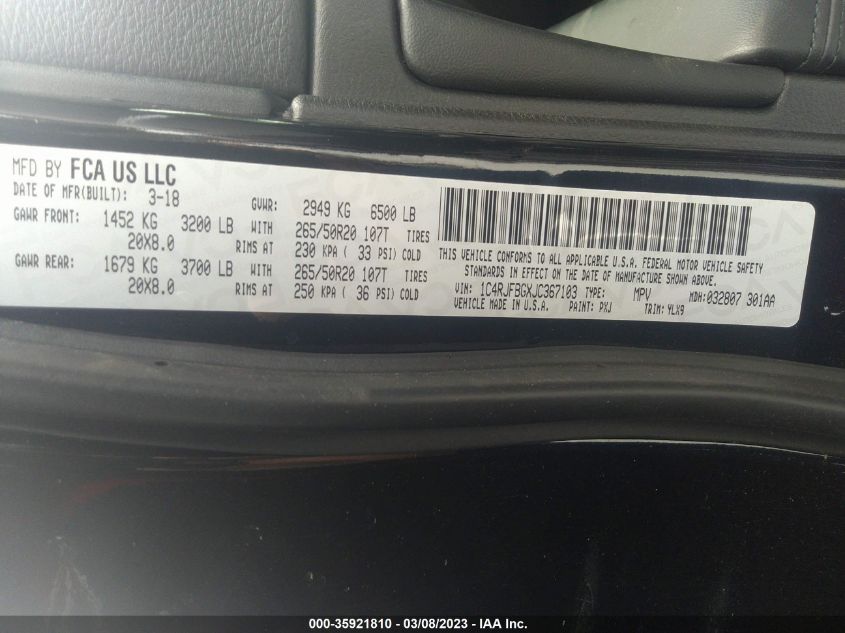 MFD BY FCA US LLC
DATE OF MFR(BUILT): 3-18 GVWR: 2949 KG 6500 LB
GAWR FRONT: 1452 KG 3200 LB WITH 265/50R20 107T TIRES
20X8.0 RIMS AT 230 KPA ( 33 PSI) COLD
GAWR REAR: 1679 KG 3700 LB WITH 265/50R20 107T TIRES
20X8.0 RIMS AT 250 KPA ( 36 PSI) COLD
THIS VEHICLE CONFORMS TO ALL APPLICABLE U.S.A. FEDERAL MOTOR VEHICLE SAFETY
STANDARDS IN EFFECT ON THE DATE OF MANUFACTURE SHOWN ABOVE.
VIN: 1C4RJFBGXJC367103 TYPE: MPV MDH:032807 301AA
VEHICLE MADE IN U.S.A. PAINT: PXJ TRIM: YLX9
000-35921810 - 03/08/2023 - IAA Inc.